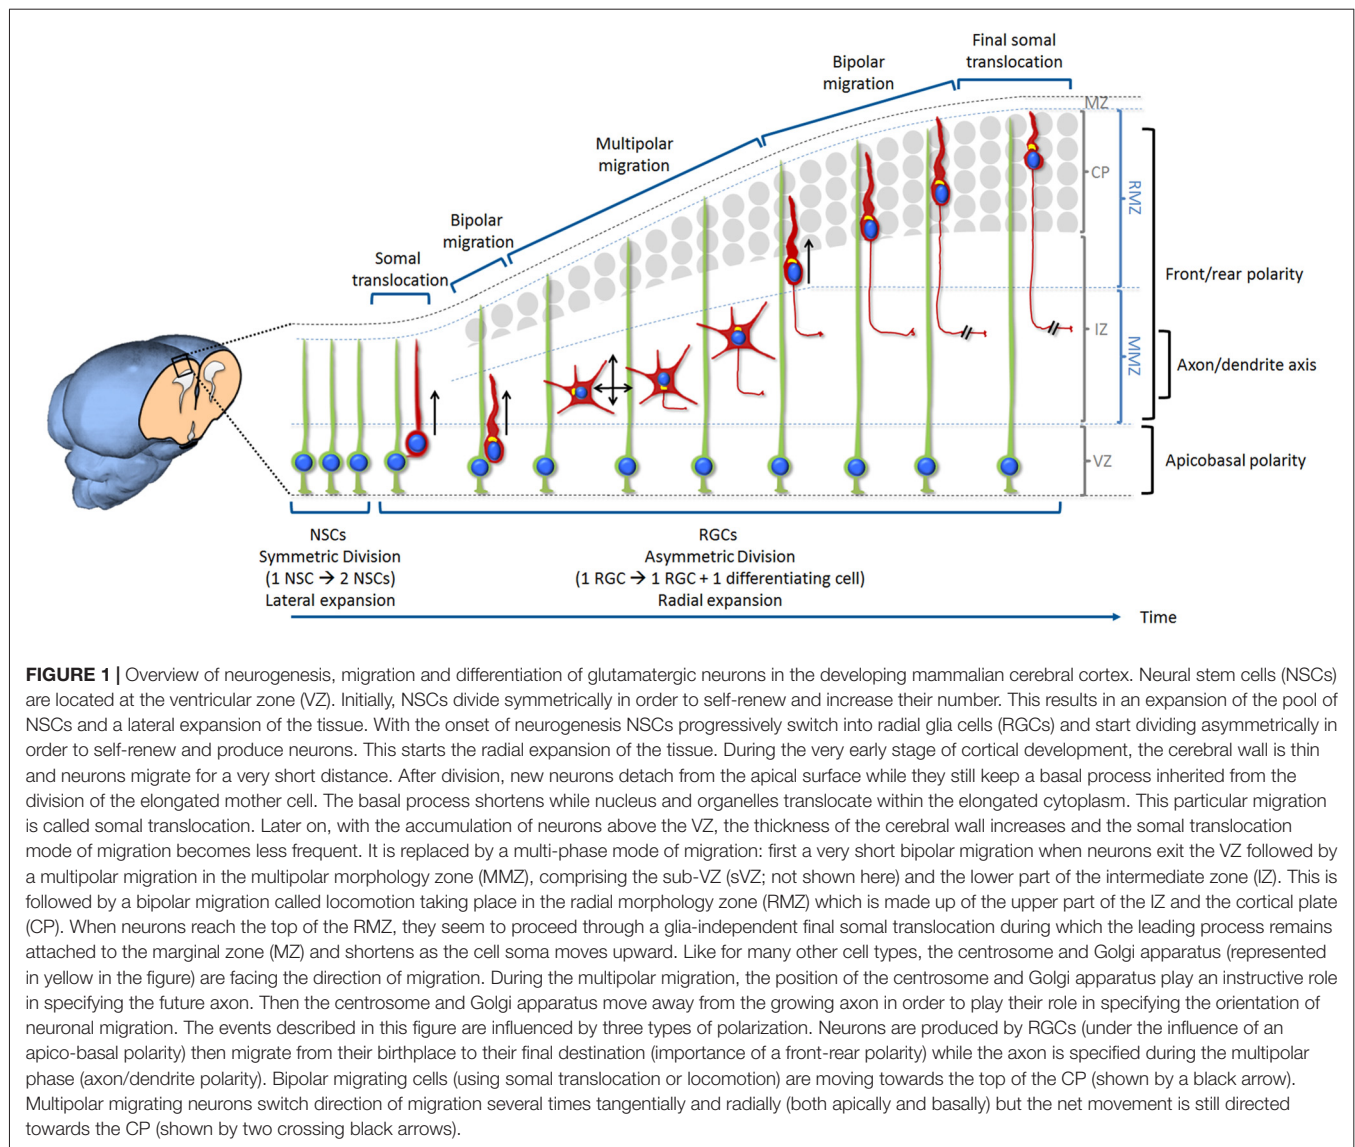 Final somal
translocation
Bipolar
migration
MZ
Multipolar
migration
CP
RMZ
Bipolar
migration
Somal
translocation
Front/rear polarity
IZ
MMZ
Axon/dendrite axis
VZ
Apicobasal polarity
NSCs
Symmetric Division
(1 NSC → 2 NSCs)
Lateral expansion
RGCs
Asymmetric Division
(1 RGC → 1 RGC + 1 differentiating cell)
Radial expansion
Time
FIGURE 1 | Overview of neurogenesis, migration and differentiation of glutamatergic neurons in the developing mammalian cerebral cortex. Neural stem cells (NSCs)
are located at the ventricular zone (VZ). Initially, NSCs divide symmetrically in order to self-renew and increase their number. This results in an expansion of the pool of
NSCs and a lateral expansion of the tissue. With the onset of neurogenesis NSCs progressively switch into radial glia cells (RGCs) and start dividing asymmetrically in
order to self-renew and produce neurons. This starts the radial expansion of the tissue. During the very early stage of cortical development, the cerebral wall is thin
and neurons migrate for a very short distance. After division, new neurons detach from the apical surface while they still keep a basal process inherited from the
division of the elongated mother cell. The basal process shortens while nucleus and organelles translocate within the elongated cytoplasm. This particular migration
is called somal translocation. Later on, with the accumulation of neurons above the VZ, the thickness of the cerebral wall increases and the somal translocation
mode of migration becomes less frequent. It is replaced by a multi-phase mode of migration: first a very short bipolar migration when neurons exit the VZ followed by
a multipolar migration in the multipolar morphology zone (MMZ), comprising the sub-VZ (sVZ; not shown here) and the lower part of the intermediate zone (IZ). This is
followed by a bipolar migration called locomotion taking place in the radial morphology zone (RMZ) which is made up of the upper part of the IZ and the cortical plate
(CP). When neurons reach the top of the RMZ, they seem to proceed through a glia-independent final somal translocation during which the leading process remains
attached to the marginal zone (MZ) and shortens as the cell soma moves upward. Like for many other cell types, the centrosome and Golgi apparatus (represented
in yellow in the figure) are facing the direction of migration. During the multipolar migration, the position of the centrosome and Golgi apparatus play an instructive role
in specifying the future axon. Then the centrosome and Golgi apparatus move away from the growing axon in order to play their role in specifying the orientation of
neuronal migration. The events described in this figure are influenced by three types of polarization. Neurons are produced by RGCs (under the influence of an
apico-basal polarity) then migrate from their birthplace to their final destination (importance of a front-rear polarity) while the axon is specified during the multipolar
phase (axon/dendrite polarity). Bipolar migrating cells (using somal translocation or locomotion) are moving towards the top of the CP (shown by a black arrow).
Multipolar migrating neurons switch direction of migration several times tangentially and radially (both apically and basally) but the net movement is still directed
towards the CP (shown by two crossing black arrows).